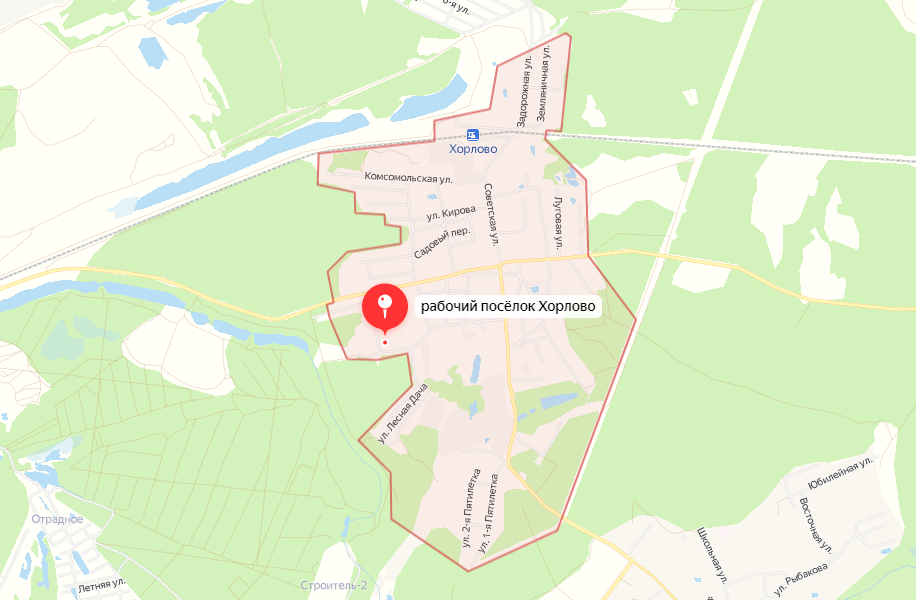 -я ул.
Задорожная ул.
Земляничная ул.
Хорлово
Комсомольская ул.
Советская ул.
ул. Кирова
Луговая ул.
Садовый пер.
рабочий посёлок Хорлово
ул. Лесная Дача
ул. 2-я Пятилетка
ул. 1-я Пятилетка
Юбилейная ул.
Восточная ул.
Отрадное
Школьная ул.
ул. Рыбакова
Летняя ул.
Строитель-2